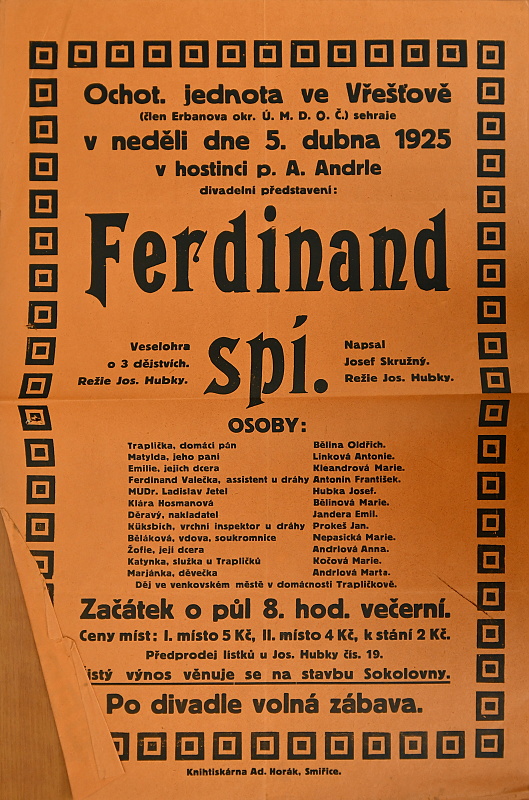 Ochot. jednota ve Vřešťově
(člen Erbanova okr. Ú. M. D. O. Č.) sehraje
v neděli dne 5. dubna 1925
v hostinci p. A. Andrle
divadelní představení:
Ferdinand
spí.
Veselohra
o 3 dějstvích.
Režie Jos. Hubky.
Napsal
Josef Skružný.
Režie Jos. Hubky.
OSOBY:
Traplička, domácí pán Bělina Oldřich.
Matylda, jeho paní Linková Antonie.
Emilie, jejich dcera Kleandrová Marie.
Ferdinand Valečka, assistent u dráhy Antonín František.
MUDr. Ladislav Jetel Hubka Josef.
Klára Hosmanová Bělinová Marie.
Děravý, nakladatel Jandera Emil.
Küksbich, vrchní inspektor u dráhy Prokeš Jan.
Běláková, vdova, soukromnice Nepasická Marie.
Žofie, její dcera Andrlová Anna.
Katynka, služka u Trapličků Kočová Marie.
Marjánka, děvečka Andrlová Marta.
Děj ve venkovském městě v domácnosti Trapličkově.
Začátek o půl 8. hod. večerní.
Ceny míst: I. místo 5 Kč, II. místo 4 Kč, k stání 2 Kč.
Předprodej lístků u Jos. Hubky čís. 19.
istý výnos věnuje se na stavbu Sokolovny.
Po divadle volná zábava.
Knihtiskárna Ad. Horák, Smiřice.